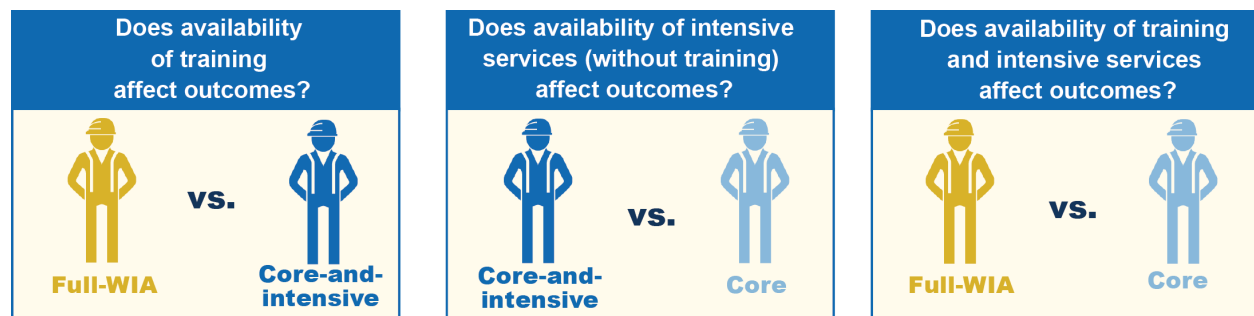 Does availability
of training
affect outcomes?
vs.
Full-WIA
Core-and-
intensive
Does availability of intensive
services (without training)
affect outcomes?
vs.
Core-and-
intensive
Core
Does availability of training
and intensive services
affect outcomes?
vs.
Full-WIA
Core